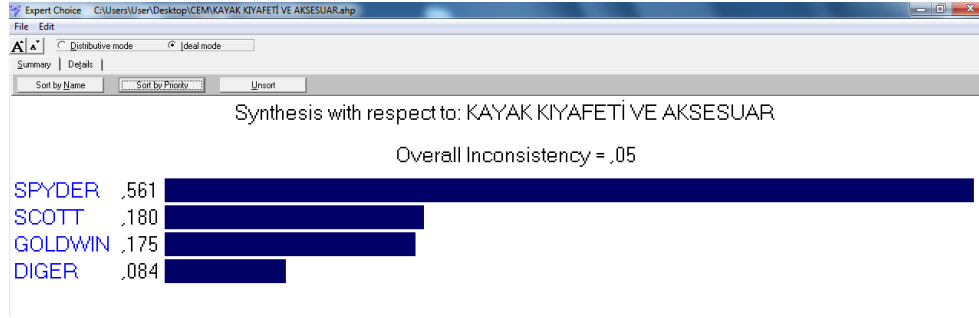 Expert Choice C:\Users\User\Desktop\CEM\KAYAK KIYAFETİ VE AKSESUAR.ahp
File Edit
A A Distributive mode Ideal mode
Summary Details
Sort by Name Sort by Priority Unsort
Synthesis with respect to: KAYAK KIYAFETİ VE AKSESUAR
Overall Inconsistency = ,05
SPYDER ,561
SCOTT ,180
GOLDWIN ,175
DIGER ,084